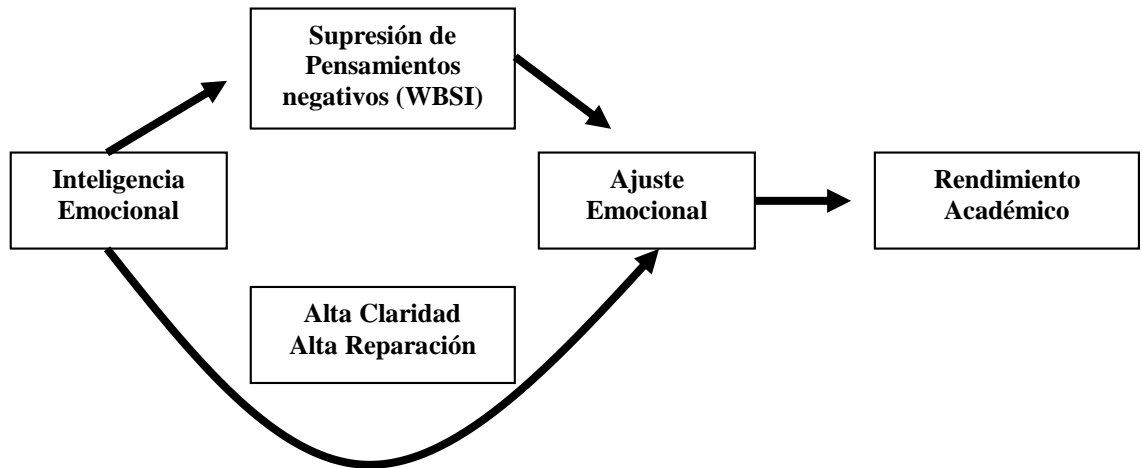 Supresión de
Pensamientos
negativos (WBSI)
Inteligencia
Emocional
Ajuste
Emocional
Rendimiento
Académico
Alta Claridad
Alta Reparación